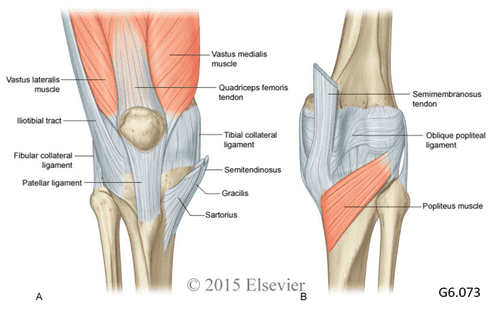 Vastus medialis
muscle
Vastus lateralis
muscle
Quadriceps femoris
tendon
Iliotibial tract
Tibial collateral
ligament
Fibular collateral
ligament
Semitendinosus
Patellar ligament
Gracilis
Sartorius
A
Semimembranosus
tendon
Oblique popliteal
ligament
Popliteus muscle
© 2015 Elsevier
B
G6.073